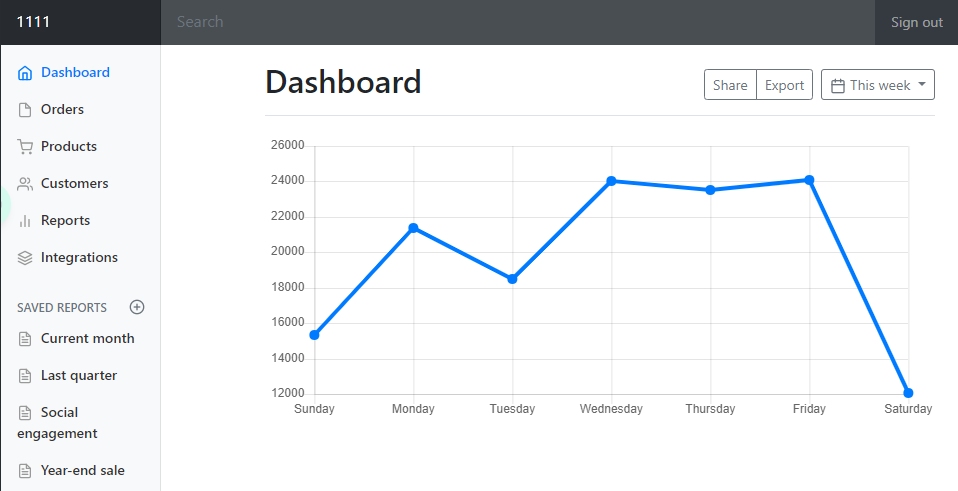 1111
Search
Sign out
Dashboard
Orders
Products
Customers
Reports
Integrations
SAVED REPORTS
Current month
Last quarter
Social
engagement
Year-end sale
Dashboard
Share
Export
This week
26000
24000
22000
20000
18000
16000
14000
12000
Sunday
Monday
Tuesday
Wednesday
Thursday
Friday
Saturday